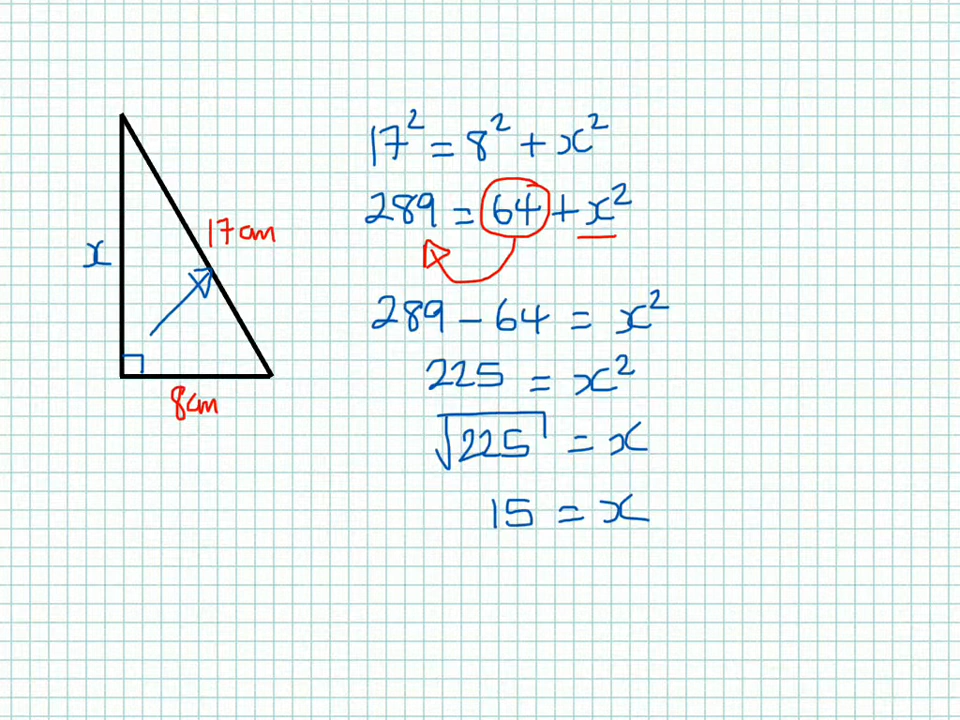 17² = 8² + x²
289 = 64 + x²
289 - 64 = x²
225 = x²
√225 = x
15 = x
17cm
x
8cm